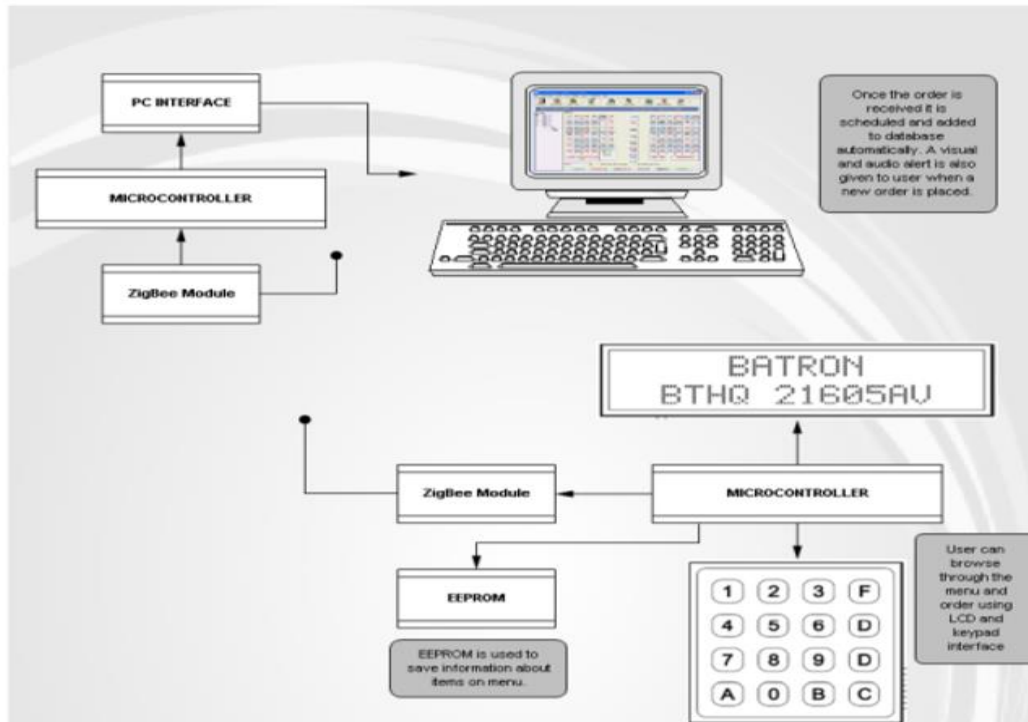 PC INTERFACE
MICROCONTROLLER
ZigBee Module
Once the order is
received it is
scheduled and added
to database
automatically. A visual
and audio alert is also
given to user when a
new order is placed.
BATRON
BTHQ 21605AV
ZigBee Module
MICROCONTROLLER
EEPROM
EEPROM is used to
save information about
items on menu.
1 2 3 F
4 5 6 D
7 8 9 D
A 0 B C
User can
browse
through the
menu and
order using
LCD and
keypad
interface